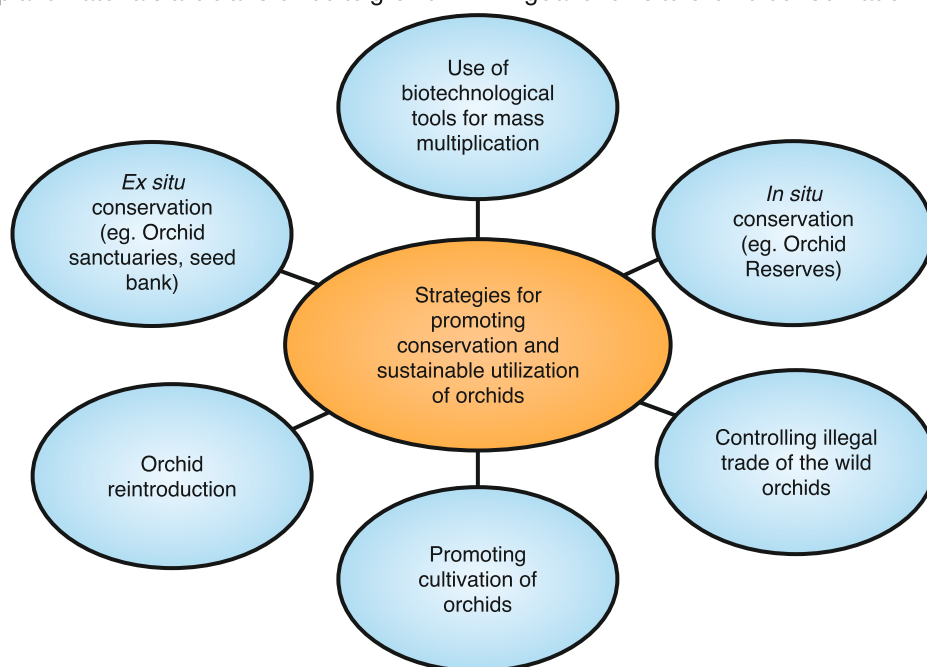 Use of
biotechnological
tools for mass
multiplication
Ex situ
conservation
(eg. Orchid
sanctuaries, seed
bank)
In situ
conservation
(eg. Orchid
Reserves)
Strategies for
promoting
conservation and
sustainable utilization
of orchids
Orchid
reintroduction
Controlling illegal
trade of the wild
orchids
Promoting
cultivation of
orchids